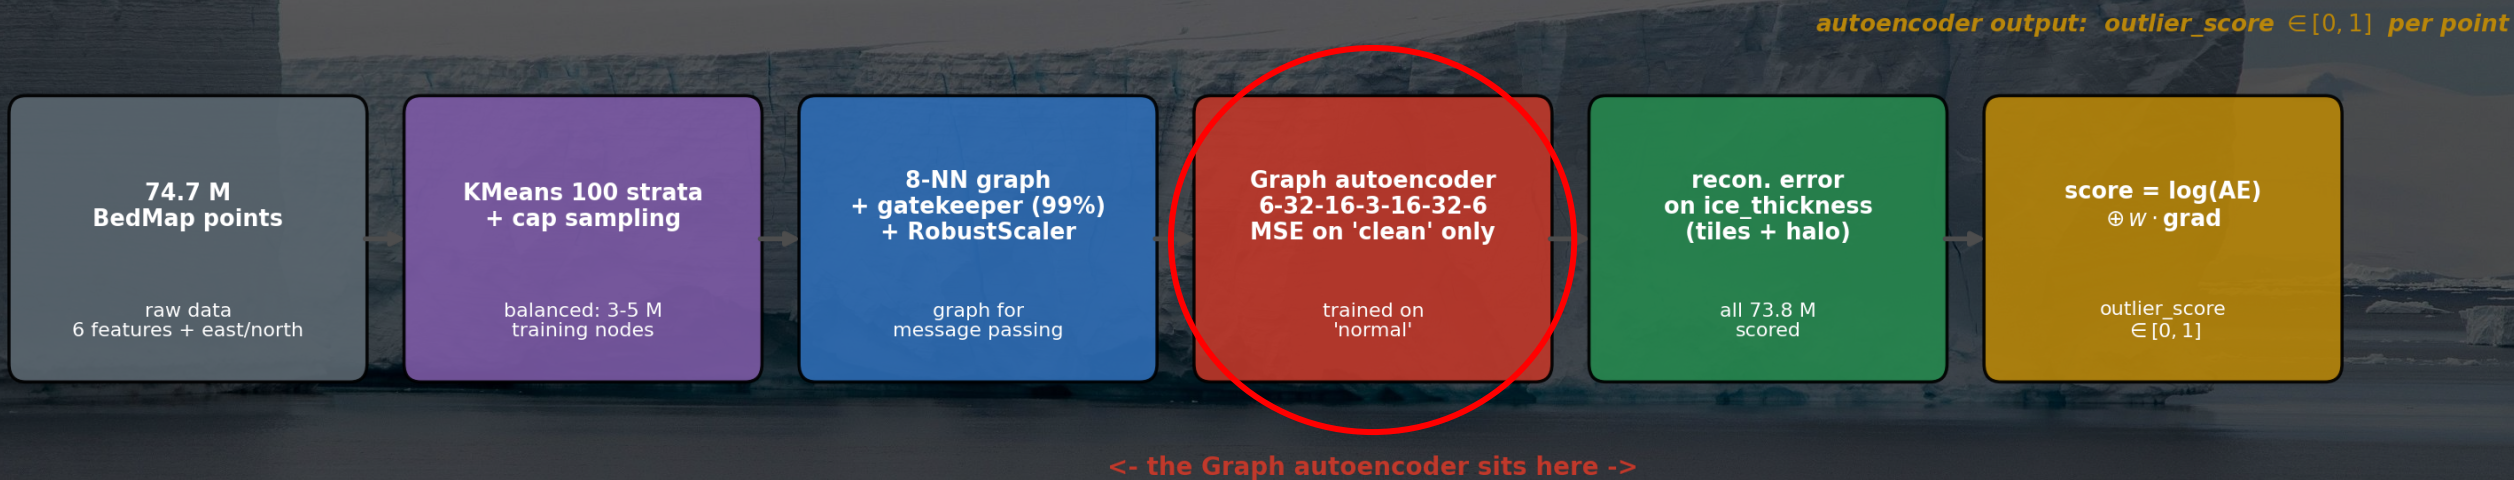 autoencoder output: outlier_score ∈ [0, 1] per point
74.7 M
BedMap points
raw data
6 features + east/north
KMeans 100 strata
+ cap sampling
balanced: 3-5 M
training nodes
8-NN graph
+ gatekeeper (99%)
+ RobustScaler
graph for
message passing
Graph autoencoder
6-32-16-3-16-32-6
MSE on 'clean' only
trained on
'normal'
recon. error
on ice_thickness
(tiles + halo)
all 73.8 M
scored
score = log(AE)
⊕ w · grad
outlier_score
∈ [0, 1]
<- the Graph autoencoder sits here ->